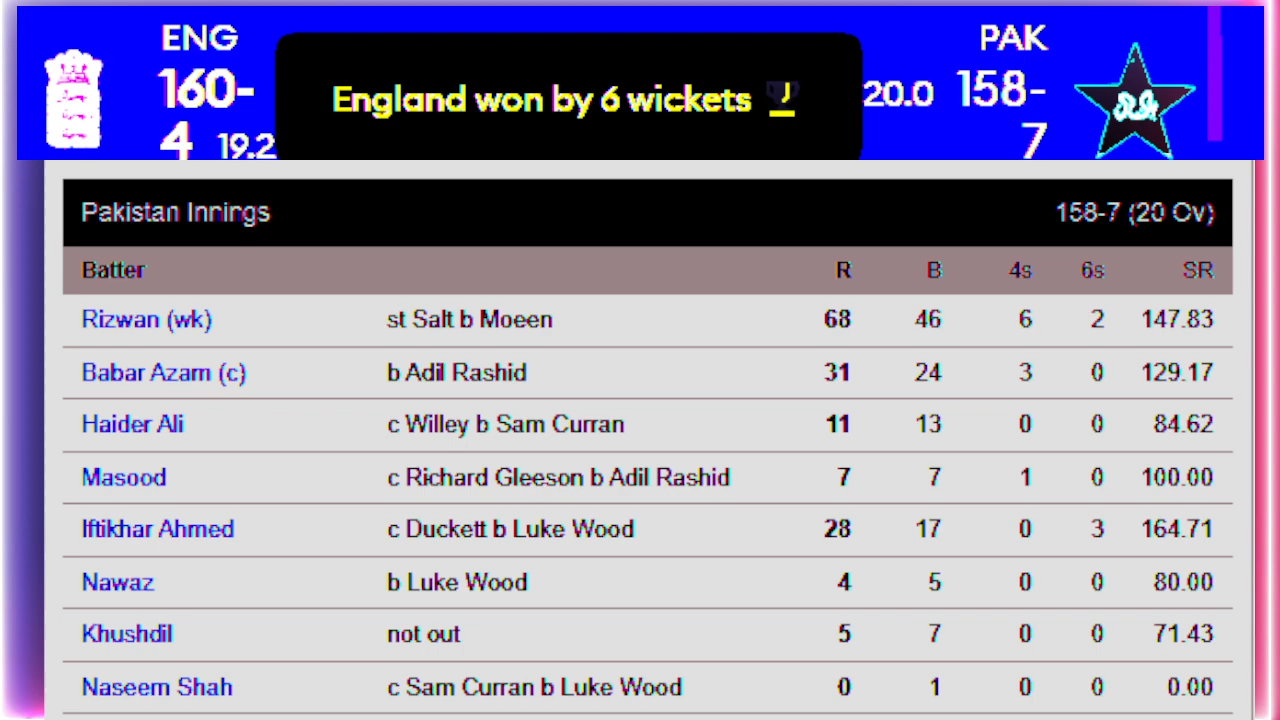 ENG
160-
4 19.2
England won by 6 wickets
PAK
20.0 158-
7
Pakistan Innings 158-7 (20 Ov)
Batter R B 4s 6s SR
Rizwan (wk) st Salt b Moeen 68 46 6 2 147.83
Babar Azam (c) b Adil Rashid 31 24 3 0 129.17
Haider Ali c Willey b Sam Curran 11 13 0 0 84.62
Masood c Richard Gleeson b Adil Rashid 7 7 1 0 100.00
Iftikhar Ahmed c Duckett b Luke Wood 28 17 0 3 164.71
Nawaz b Luke Wood 4 5 0 0 80.00
Khushdil not out 5 7 0 0 71.43
Naseem Shah c Sam Curran b Luke Wood 0 1 0 0 0.00